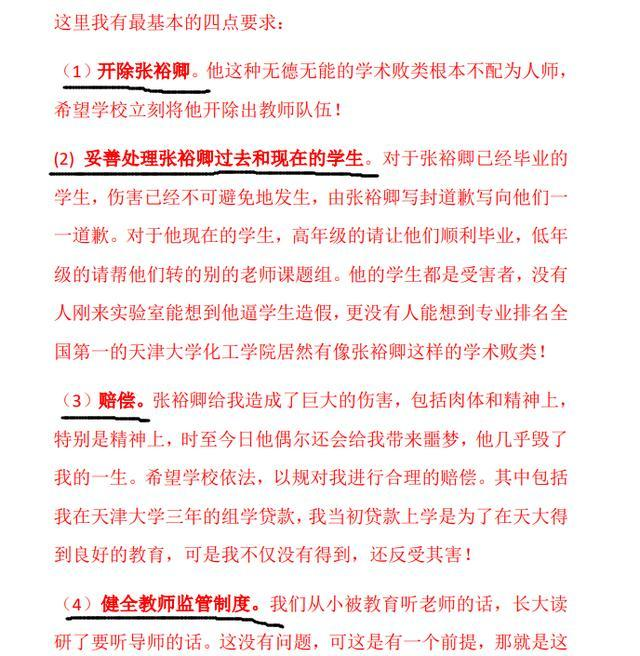 这里我有最基本的四点要求：
（1）开除张裕卿。他这种无德无能的学术败类根本不配为人师，
希望学校立刻将他开除出教师队伍！
(2) 妥善处理张裕卿过去和现在的学生。对于张裕卿已经毕业的
学生，伤害已经不可避免地发生，由张裕卿写封道歉写向他们一
一道歉。对于他现在的学生，高年级的请让他们顺利毕业，低年
级的请帮他们转的别的老师课题组。他的学生都是受害者，没有
人刚来实验室能想到他逼学生造假，更没有人能想到专业排名全
国第一的天津大学化工学院居然有像张裕卿这样的学术败类！
（3）赔偿。张裕卿给我造成了巨大的伤害，包括肉体和精神上，
特别是精神上，时至今日他偶尔还会给我带来噩梦，他几乎毁了
我的一生。希望学校依法，以规对我进行合理的赔偿。其中包括
我在天津大学三年的组学贷款，我当初贷款上学是为了在天大得
到良好的教育，可是我不仅没有得到，还反受其害！
（4）健全教师监管制度。我们从小被教育听老师的话，长大读
研了要听导师的话。这没有问题，可这是有一个前提，那就是这